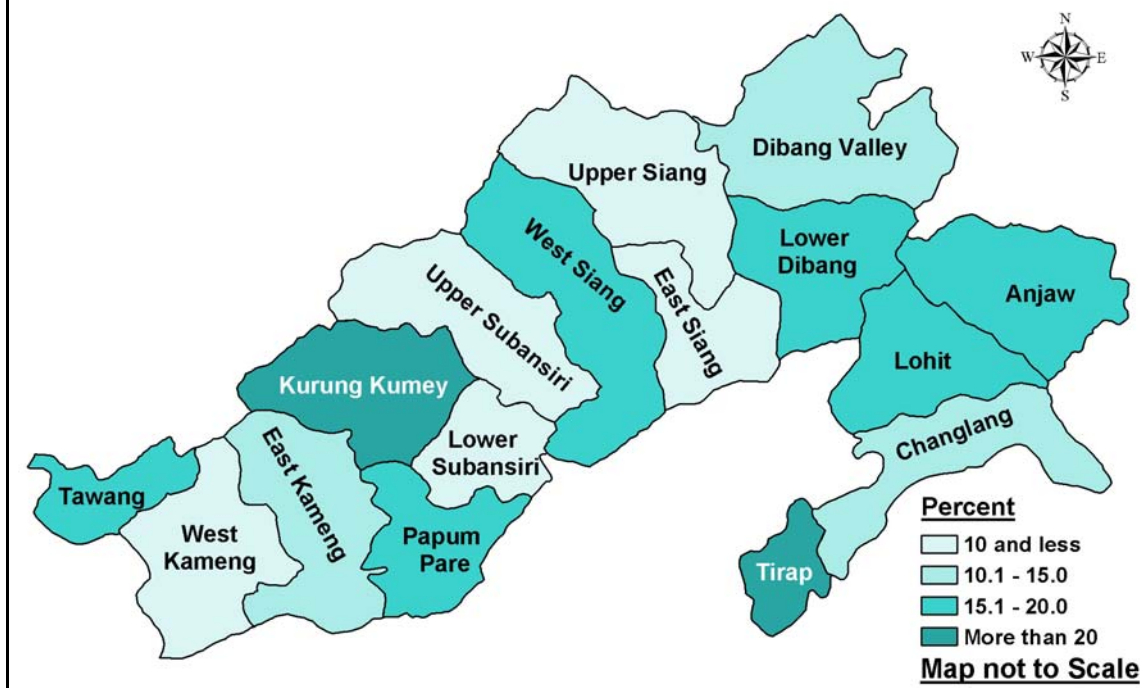 N
W E
S
Dibang Valley
Upper Siang
West Siang
Lower
Dibang
Anjaw
East Siang
Upper Subansiri
Lohit
Kurung Kumey
Changlang
Lower
Subansiri
East Kameng
Tawang
West
Kameng
Papum
Pare
Tirap
Percent
10 and less
10.1 - 15.0
15.1 - 20.0
More than 20
Map not to Scale